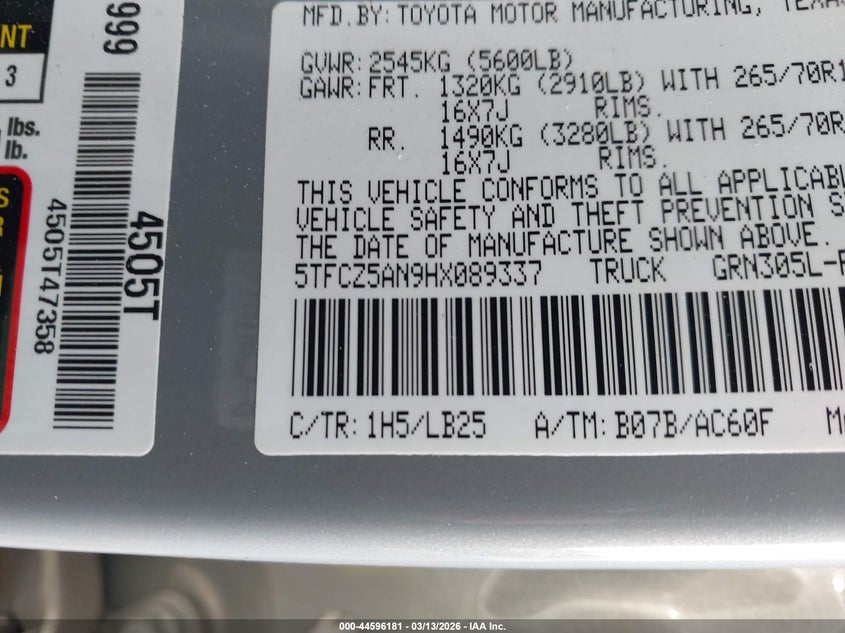 MFD.BY:TOYOTA MOTOR MANUFACTURING,
GVWR:2545KG (5600LB)
GAWR:FRT. 1320KG (2910LB) WITH 265/70R1
16X7J RIMS.
RR. 1490KG (3280LB) WITH 265/70R
16X7J RIMS.
THIS VEHICLE CONFORMS TO ALL
VEHICLE SAFETY AND THEFT PREVENTION S
THE DATE OF MANUFACTURE SHOWN ABOVE.
5TFCZ5AN9HX089337 TRUCK GRN305L-
C/TR:1H5/LB25 A/TM:B07B/AC60F
3
lbs.
lb.
999
4505T47358
4505T
000-44596181 - 03/13/2026 - IAA Inc.